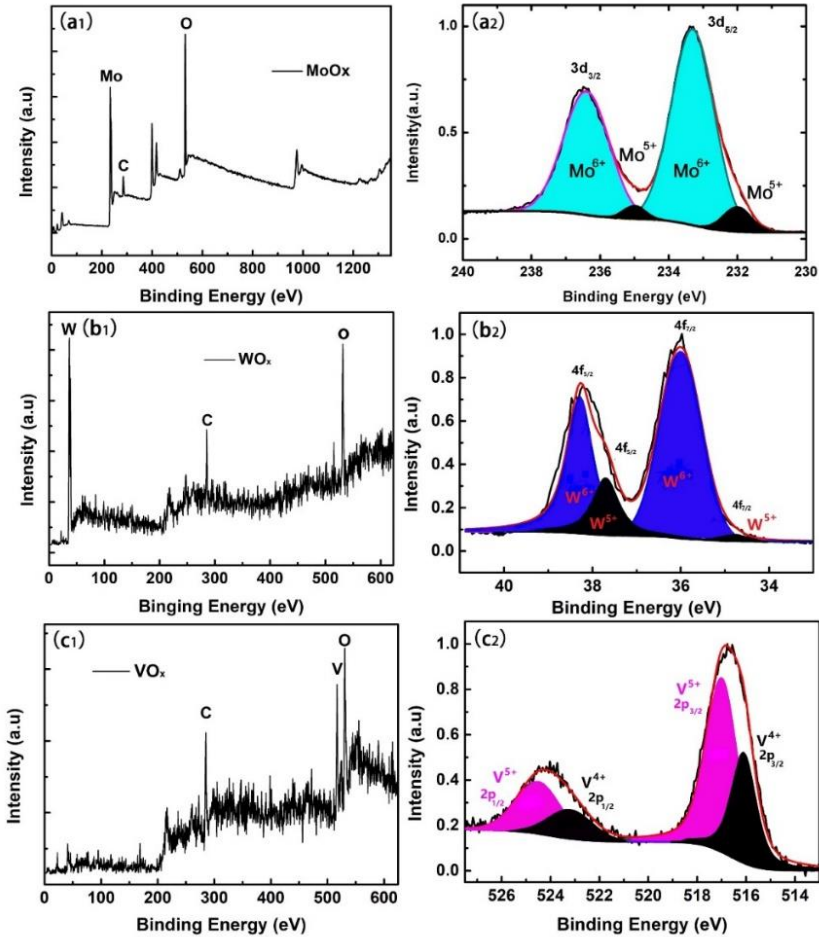 (a1)
O
Mo
C
MoOx
Intensity (a.u)
0 200 400 600 800 1000 1200
Binding Energy (eV)
(a2)
3d5/2
3d3/2
Mo5+
Mo6+
Mo6+
Mo5+
Intensity(a.u.)
1.0
0.5
0.0
240 238 236 234 232 230
Binding Energy (eV)
W (b1)
WOx
O
C
Intensity (a.u)
0 100 200 300 400 500 600
Binging Energy (eV)
(b2)
4f7/2
4f5/2
4f5/2
W6+
W6+
W5+
4f7/2
W5+
Intensity (a.u)
1.0
0.8
0.6
0.4
0.2
0.0
40 38 36 34
Binding Energy (eV)
(c1)
VOx
O
V
C
Intensity (a.u)
0 100 200 300 400 500 600
Binding Energy (eV)
(c2)
V5+
2p3/2
V4+
2p3/2
V5+
2p1/2
V4+
2p1/2
Intensity (a.u)
1.0
0.8
0.6
0.4
0.2
0.0
526 524 522 520 518 516 514
Binding Energy (eV)